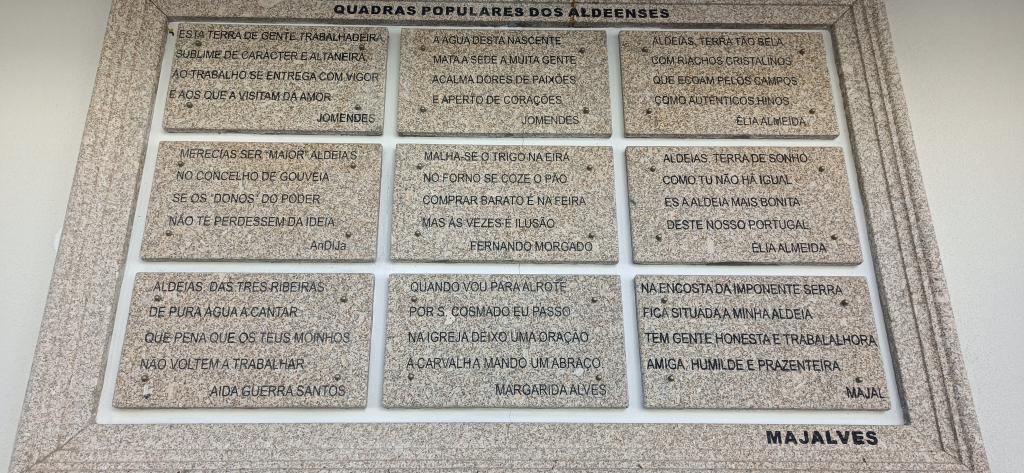 QUADRAS POPULARES DOS ALDEENSES
ESTA TERRA DE GENTE TRABALHADEIRA
SUBLIME DE CARACTER E ALTANEIRA
AO TRABALHO SE ENTREGA COM VIGOR
E AOS QUE A VISITAM DÁ AMOR
JOMENDES
A ÁGUA DESTA NASCENTE
MATA A SEDE A MUITA GENTE
ACALMA DORES DE PAIXÕES
E APERTO DE CORAÇÕES
JOMENDES
ALDEIAS, TERRA TÃO BELA
COM RIACHOS CRISTALINOS
QUE ECOAM PELOS CAMPOS
COMO AUTÊNTICOS HINOS
ÉLIA ALMEIDA
MERECIAS SER "MAIOR" ALDEIAS
NO CONCELHO DE GOUVEIA
SE OS "DONOS" DO PODER
NÃO TE PERDESSEM DA IDEIA
AnDiJa
MALHA-SE O TRIGO NA EIRA
NO FORNO SE COZE O PÃO
COMPRAR BARATO É NA FEIRA
MAS ÀS VEZES É ILUSÃO
FERNANDO MORGADO
ALDEIAS, TERRA DE SONHO
COMO TU NÃO HÁ IGUAL
ÉS A ALDEIA MAIS BONITA
DESTE NOSSO PORTUGAL
ÉLIA ALMEIDA
ALDEIAS, DAS TRÊS RIBEIRAS
DE PURA ÁGUA A CANTAR
QUE PENA QUE OS TEUS MOINHOS
NÃO VOLTEM A TRABALHAR
AIDA GUERRA SANTOS
QUANDO VOU PARA ALROTE
POR S. COSMADO EU PASSO
NA IGREJA DEIXO UMA ORAÇÃO
À CARVALHA MANDO UM ABRAÇO
MARGARIDA ALVES
NA ENCOSTA DA IMPONENTE SERRA
FICA SITUADA A MINHA ALDEIA
TEM GENTE HONESTA E TRABALALHORA
AMIGA, HUMILDE E PRAZENTEIRA
MAJAL
MAJALVES